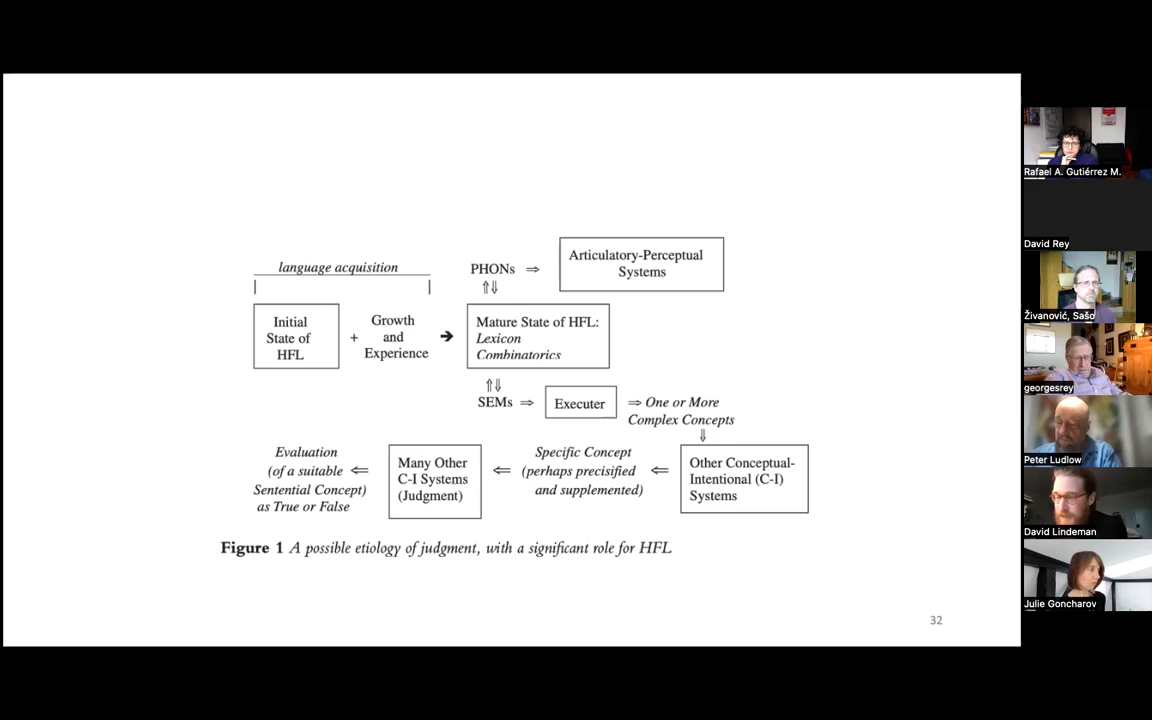 language acquisition
PHONs ⇒
Articulatory-Perceptual
Systems
⇑⇓
Initial
State of
HFL
+
Growth
and
Experience
➔
Mature State of HFL:
Lexicon
Combinatorics
⇑⇓
SEMs ⇒
Executer
⇒ One or More
Complex Concepts
⇓
Other Conceptual-
Intentional (C-I)
Systems
⇐
Specific Concept
(perhaps precisified
and supplemented)
⇐
Many Other
C-I Systems
(Judgment)
⇐
Evaluation
(of a suitable
Sentential Concept)
as True or False
Figure 1 A possible etiology of judgment, with a significant role for HFL
32
Rafael A. Gutiérrez M.
David Rey
Živanović, Sašo
georgesrey
Peter Ludlow
David Lindeman
Julie Goncharov